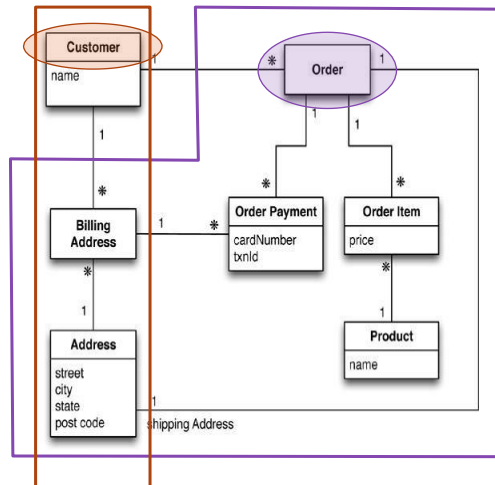 Customer
name
1
*
Order
1
1
1
1
*
Billing
Address
1
*
*
Order Payment
cardNumber
txnId
*
Order Item
price
*
1
Product
name
*
1
Address
street
city
state
post code
1
shipping Address